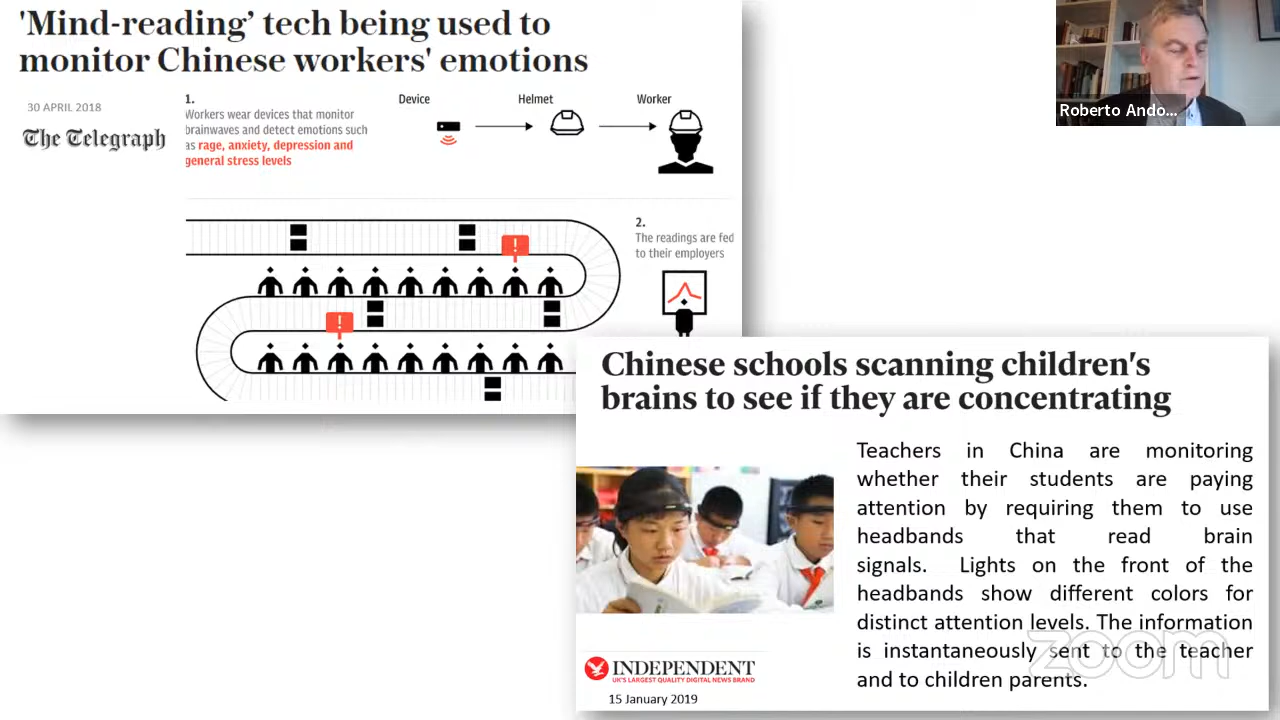 'Mind-reading’ tech being used to
monitor Chinese workers' emotions
30 APRIL 2018
The Telegraph
1.
Workers wear devices that monitor
brainwaves and detect emotions such
as rage, anxiety, depression and
general stress levels
Device
Helmet
Worker
2.
The readings are fed
to their employers
!
!
Roberto Ando...
Chinese schools scanning children's
brains to see if they are concentrating
Teachers in China are monitoring
whether their students are paying
attention by requiring them to use
headbands that read brain
signals. Lights on the front of the
headbands show different colors for
distinct attention levels. The information
is instantaneously sent to the teacher
and to children parents.
INDEPENDENT
UK'S LARGEST QUALITY DIGITAL NEWS BRAND
15 January 2019
zoom